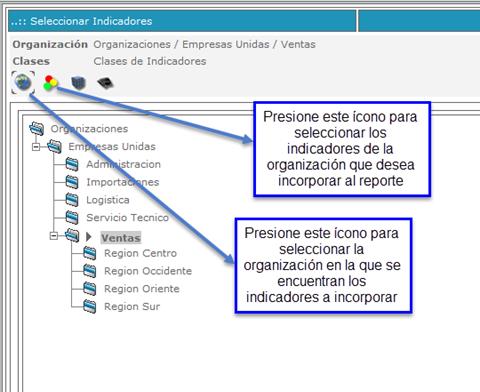 ..:: Seleccionar Indicadores
Organización Organizaciones / Empresas Unidas / Ventas
Clases Clases de Indicadores
Presione este ícono para
seleccionar los
indicadores de la
organización que desea
incorporar al reporte
Organizaciones
Empresas Unidas
Administracion
Importaciones
Logistica
Servicio Tecnico
Ventas
Region Centro
Region Occidente
Region Oriente
Region Sur
Presione este ícono para
seleccionar la
organización en la que se
encuentran los
indicadores a incorporar